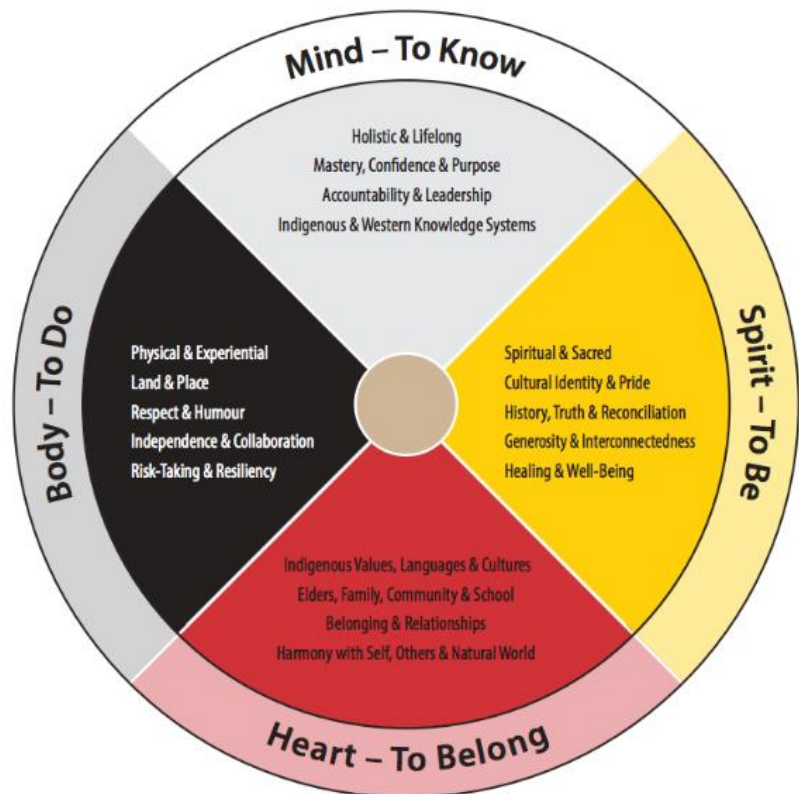 Mind – To Know
Holistic & Lifelong
Mastery, Confidence & Purpose
Accountability & Leadership
Indigenous & Western Knowledge Systems
Body – To Do
Physical & Experiential
Land & Place
Respect & Humour
Independence & Collaboration
Risk-Taking & Resiliency
Spirit – To Be
Spiritual & Sacred
Cultural Identity & Pride
History, Truth & Reconciliation
Generosity & Interconnectedness
Healing & Well-Being
Indigenous Values, Languages & Cultures
Elders, Family, Community & School
Belonging & Relationships
Harmony with Self, Others & Natural World
Heart – To Belong